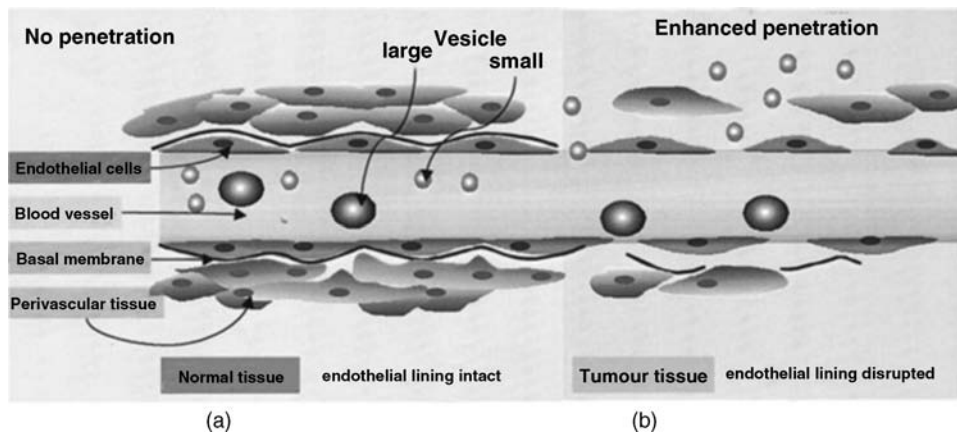 No penetration
Vesicle
large
small
Enhanced penetration
Endothelial cells
Blood vessel
Basal membrane
Perivascular tissue
Normal tissue
endothelial lining intact
Tumour tissue
endothelial lining disrupted
(a)
(b)